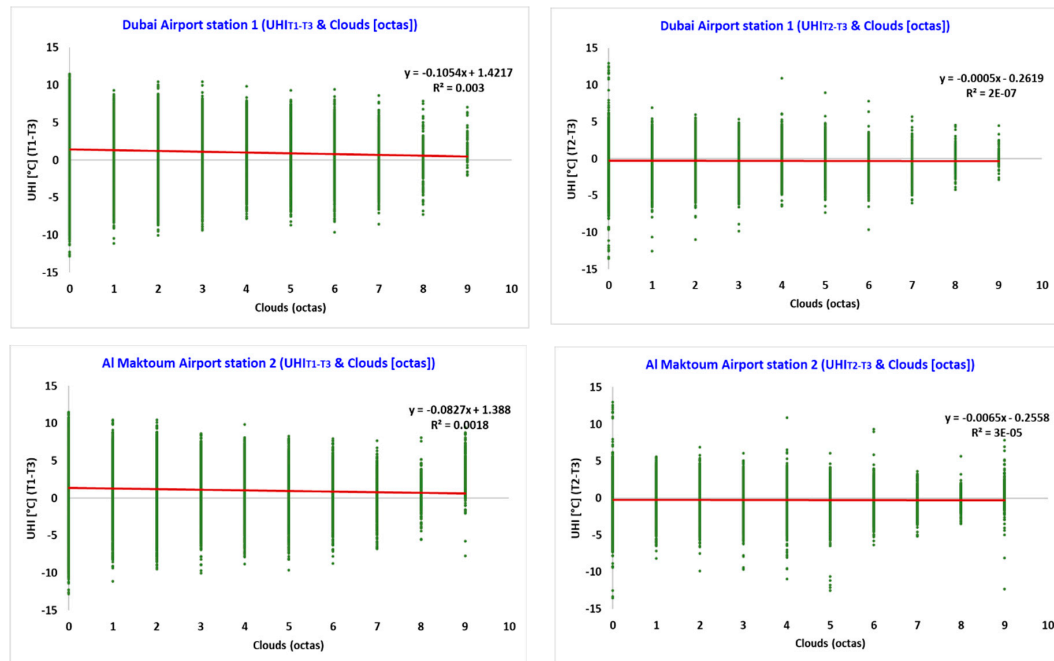 Dubai Airport station 1 (UHIT1-T3 & Clouds [octas])
y = -0.1054x + 1.4217
R² = 0.003
UHI [°C] (T1-T3)
15
10
5
0
-5
-10
-15
0 1 2 3 4 5 6 7 8 9 10
Clouds (octas)
Dubai Airport station 1 (UHIT2-T3 & Clouds [octas])
y = -0.0005x - 0.2619
R² = 2E-07
UHI [°C] (T2-T3)
15
10
5
0
-5
-10
-15
0 1 2 3 4 5 6 7 8 9 10
Clouds (octas)
Al Maktoum Airport station 2 (UHIT1-T3 & Clouds [octas])
y = -0.0827x + 1.388
R² = 0.0018
UHI [°C] (T1-T3)
15
10
5
0
-5
-10
-15
0 1 2 3 4 5 6 7 8 9 10
Clouds (octas)
Al Maktoum Airport station 2 (UHIT2-T3 & Clouds [octas])
y = -0.0065x - 0.2558
R² = 3E-05
UHI [°C] (T2-T3)
15
10
5
0
-5
-10
-15
0 1 2 3 4 5 6 7 8 9 10
Clouds (octas)